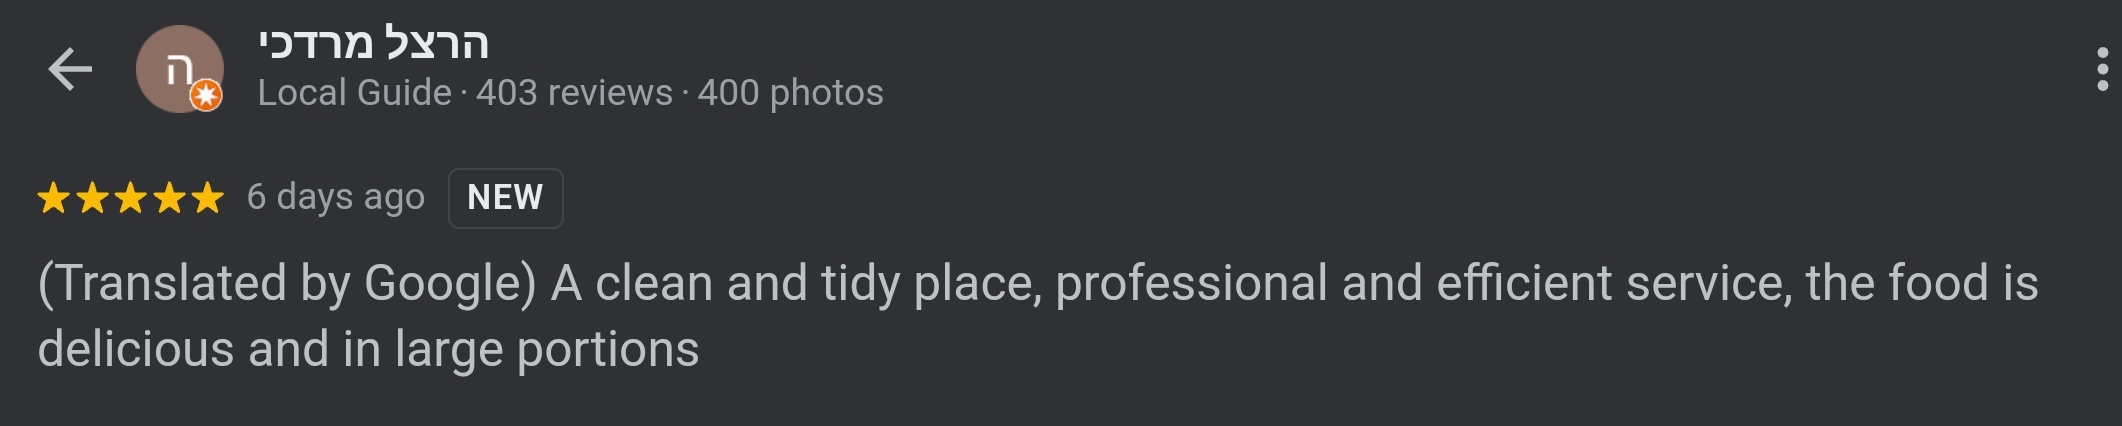 הרצל מרדכי
ה
Local Guide · 403 reviews · 400 photos
6 days ago NEW
(Translated by Google) A clean and tidy place, professional and efficient service, the food is
delicious and in large portions